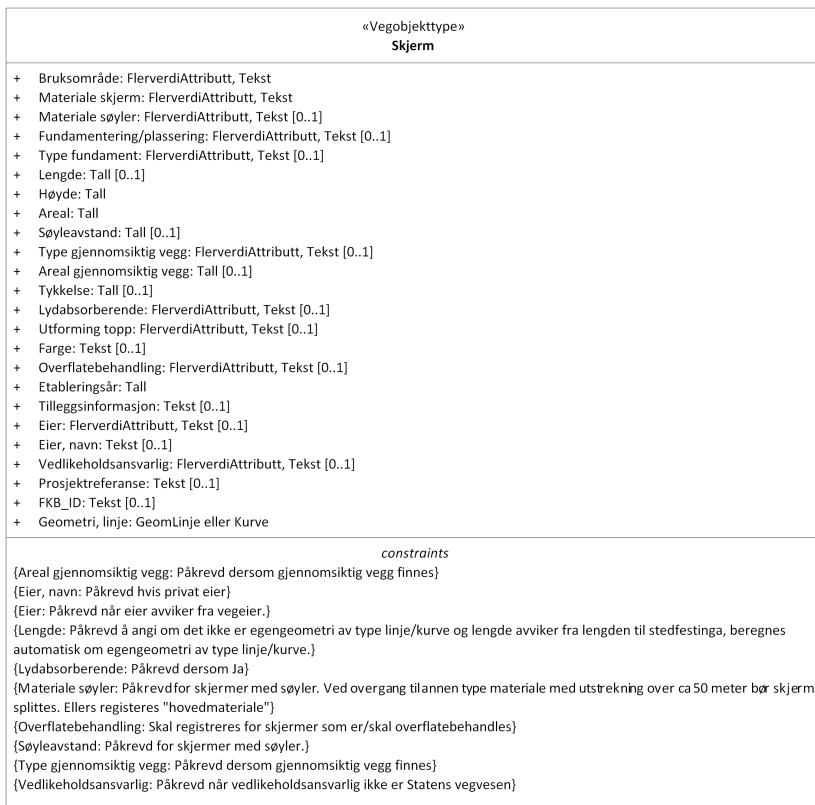 «Vegobjekttype»
Skjerm
+ Bruksområde: FlerverdiAttributt, Tekst
+ Materiale skjerm: FlerverdiAttributt, Tekst
+ Materiale søyler: FlerverdiAttributt, Tekst [0..1]
+ Fundamentering/plassering: FlerverdiAttributt, Tekst [0..1]
+ Type fundament: FlerverdiAttributt, Tekst [0..1]
+ Lengde: Tall [0..1]
+ Høyde: Tall
+ Areal: Tall
+ Søyleavstand: Tall [0..1]
+ Type gjennomsiktig vegg: FlerverdiAttributt, Tekst [0..1]
+ Areal gjennomsiktig vegg: Tall [0..1]
+ Tykkelse: Tall [0..1]
+ Lydabsorberende: FlerverdiAttributt, Tekst [0..1]
+ Utforming topp: FlerverdiAttributt, Tekst [0..1]
+ Farge: Tekst [0..1]
+ Overflatebehandling: FlerverdiAttributt, Tekst [0..1]
+ Etableringsår: Tall
+ Tilleggsinformasjon: Tekst [0..1]
+ Eier: FlerverdiAttributt, Tekst [0..1]
+ Eier, navn: Tekst [0..1]
+ Vedlikeholdsansvarlig: FlerverdiAttributt, Tekst [0..1]
+ Prosjektreferanse: Tekst [0..1]
+ FKB_ID: Tekst [0..1]
+ Geometri, linje: GeomLinje eller Kurve
constraints
{Areal gjennomsiktig vegg: Påkrevd dersom gjennomsiktig vegg finnes}
{Eier, navn: Påkrevd hvis privat eier}
{Eier: Påkrevd når eier avviker fra vegeier.}
{Lengde: Påkrevd å angi om det ikke er egengeometri av type linje/kurve og lengde avviker fra lengden til stedfestinga, beregnes
automatisk om egengeometri av type linje/kurve.}
{Lydabsorberende: Påkrevd dersom Ja}
{Materiale søyler: Påkrevd for skjermer med søyler. Ved overgang til annen type materiale med utstrekning over ca 50 meter bør skjerm
splittes. Ellers registeres "hovedmateriale"}
{Overflatebehandling: Skal registreres for skjermer som er/skal overflatebehandles}
{Søyleavstand: Påkrevd for skjermer med søyler.}
{Type gjennomsiktig vegg: Påkrevd dersom gjennomsiktig vegg finnes}
{Vedlikeholdsansvarlig: Påkrevd når vedlikeholdsansvarlig ikke er Statens vegvesen}